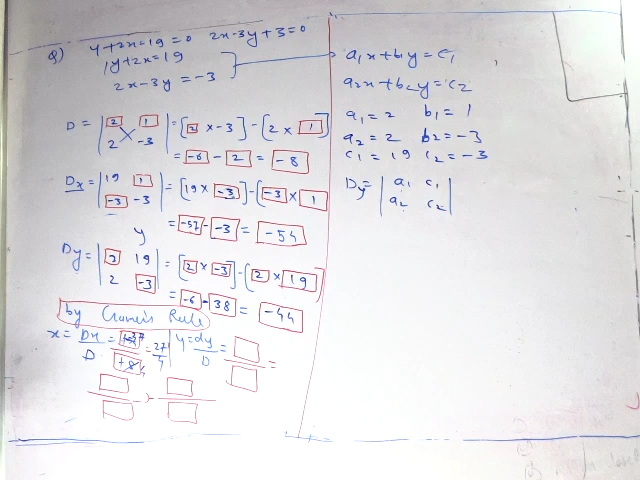 Q) y+2x=19=0 2x-3y+3=0
1y+2x=19
2x-3y=-3
D = | 2 1 | = [2 x -3] - [2 x 1]
2 -3
= -6 - 2 = -8
Dx = | 19 1 | = [19 x -3] - [-3 x 1]
-3 -3
= -57 - -3 = -54
y
Dy = | 2 19 | = [2 x -3] - [2 x 19]
2 -3
= -6 - 38 = -44
by Cramer's Rule
x = Dx/D = = 27/4 | y = dy/D = =
a1x+b1y=c1
a2x+b2y=c2
a1=2 b1=1
a2=2 b2=-3
c1=19 c2=-3
Dy = | a1 c1 |
a2 c2